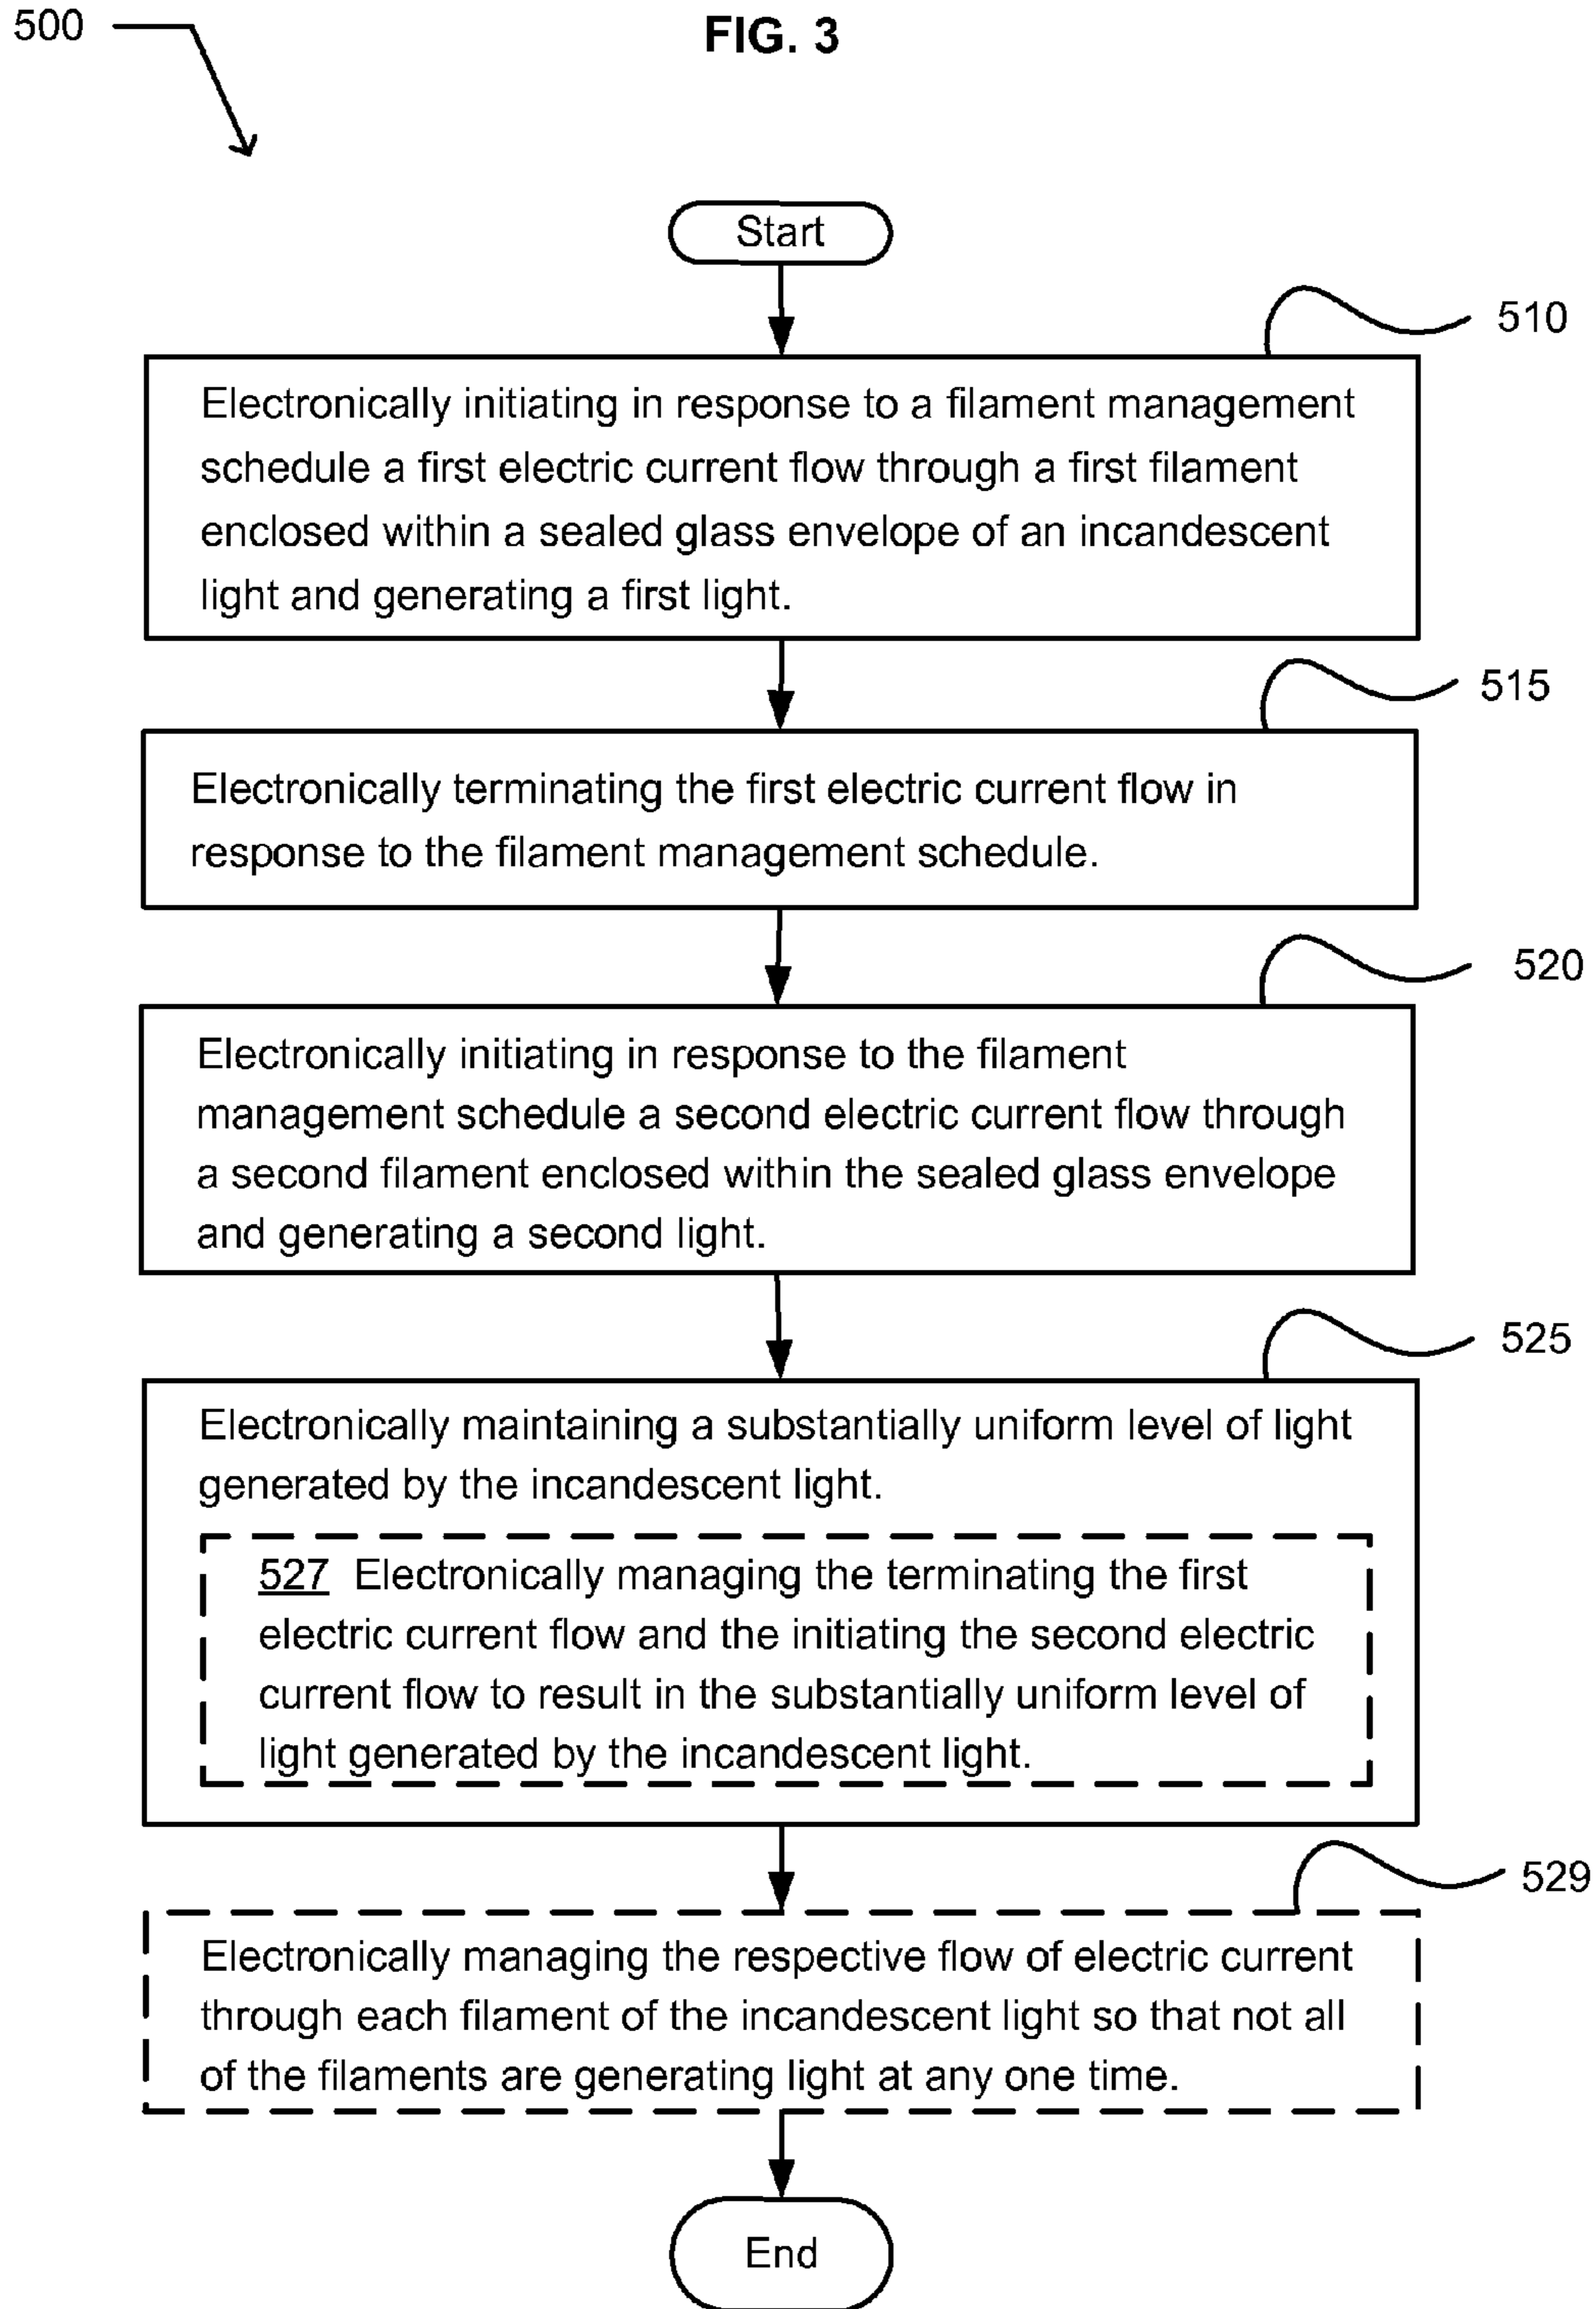 500
FIG. 3
Start
510
Electronically initiating in response to a filament management
schedule a first electric current flow through a first filament
enclosed within a sealed glass envelope of an incandescent
light and generating a first light.
515
Electronically terminating the first electric current flow in
response to the filament management schedule.
520
Electronically initiating in response to the filament
management schedule a second electric current flow through
a second filament enclosed within the sealed glass envelope
and generating a second light.
525
Electronically maintaining a substantially uniform level of light
generated by the incandescent light.
527 Electronically managing the terminating the first
electric current flow and the initiating the second electric
current flow to result in the substantially uniform level of
light generated by the incandescent light.
529
Electronically managing the respective flow of electric current
through each filament of the incandescent light so that not all
of the filaments are generating light at any one time.
End